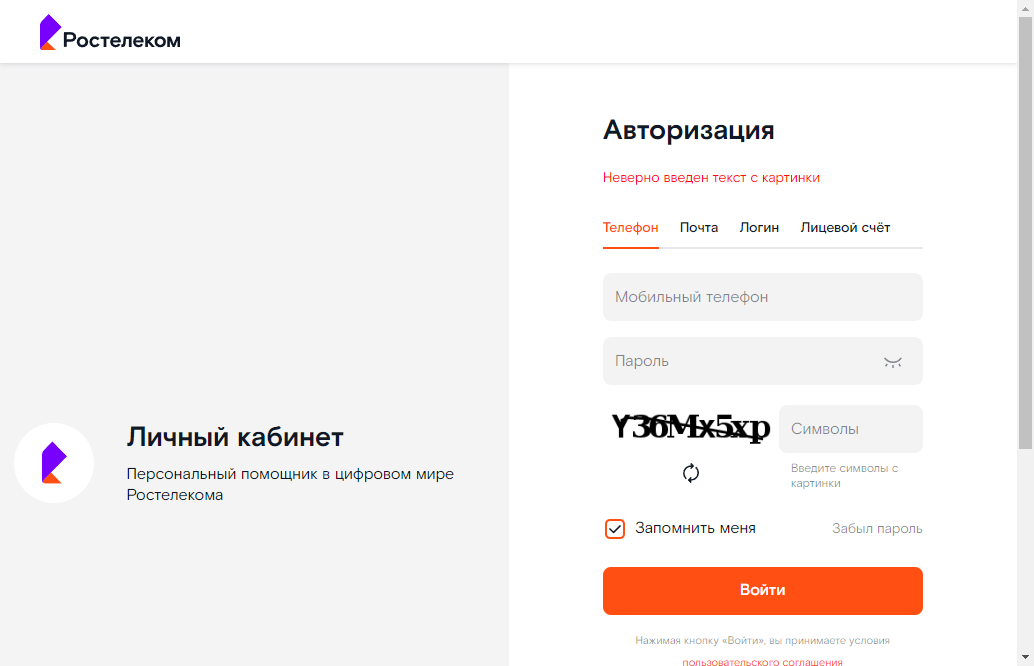 Ростелеком
Авторизация
Неверно введен текст с картинки
Телефон Почта Логин Лицевой счёт
Мобильный телефон
Пароль
Y36Mx5xp
Символы
Введите символы с
картинки
Личный кабинет
Персональный помощник в цифровом мире
Ростелекома
Запомнить меня
Забыл пароль
Войти
Нажимая кнопку «Войти», вы принимаете условия
пользовательского соглашения